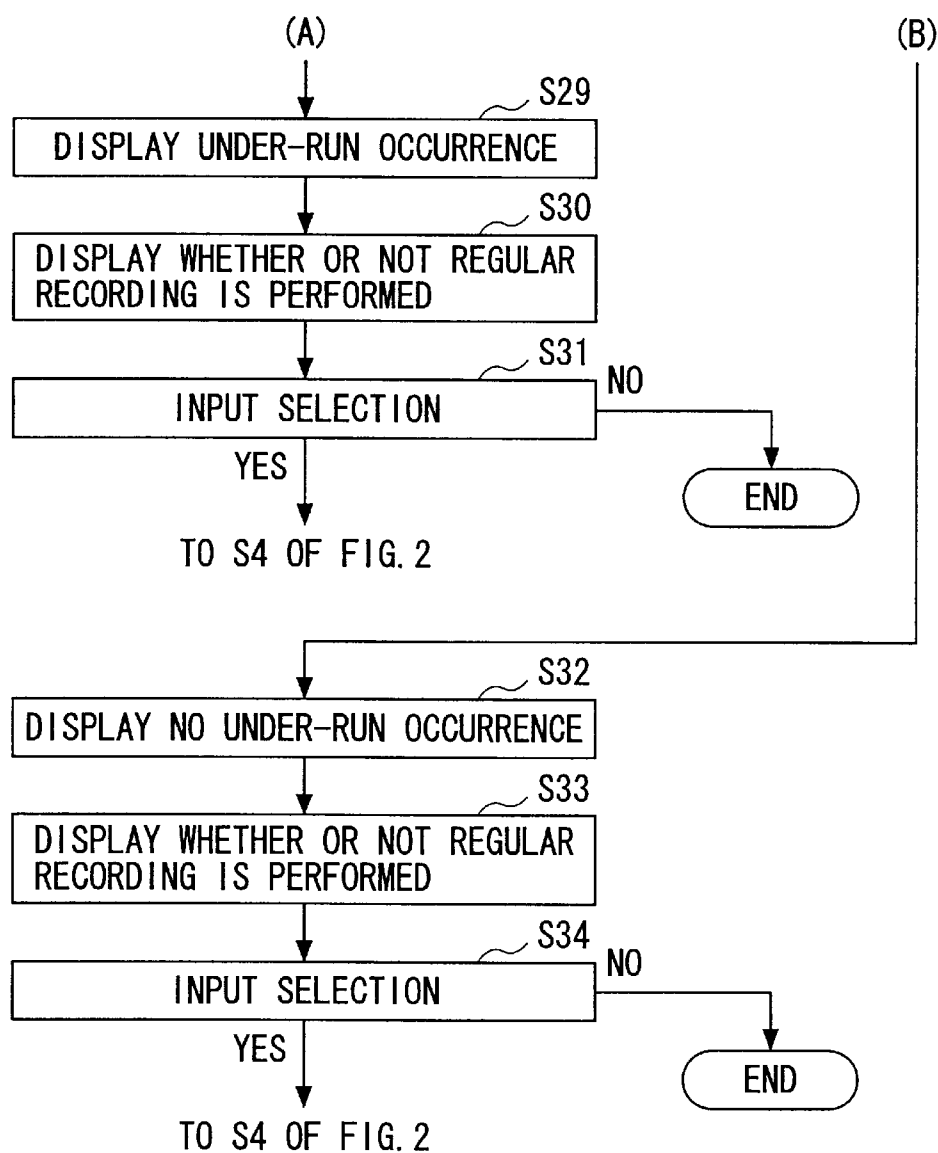 (A)
(B)
S29
DISPLAY UNDER-RUN OCCURRENCE
S30
DISPLAY WHETHER OR NOT REGULAR
RECORDING IS PERFORMED
S31
INPUT SELECTION
NO
YES
END
TO S4 OF FIG. 2
S32
DISPLAY NO UNDER-RUN OCCURRENCE
S33
DISPLAY WHETHER OR NOT REGULAR
RECORDING IS PERFORMED
S34
INPUT SELECTION
NO
YES
END
TO S4 OF FIG. 2